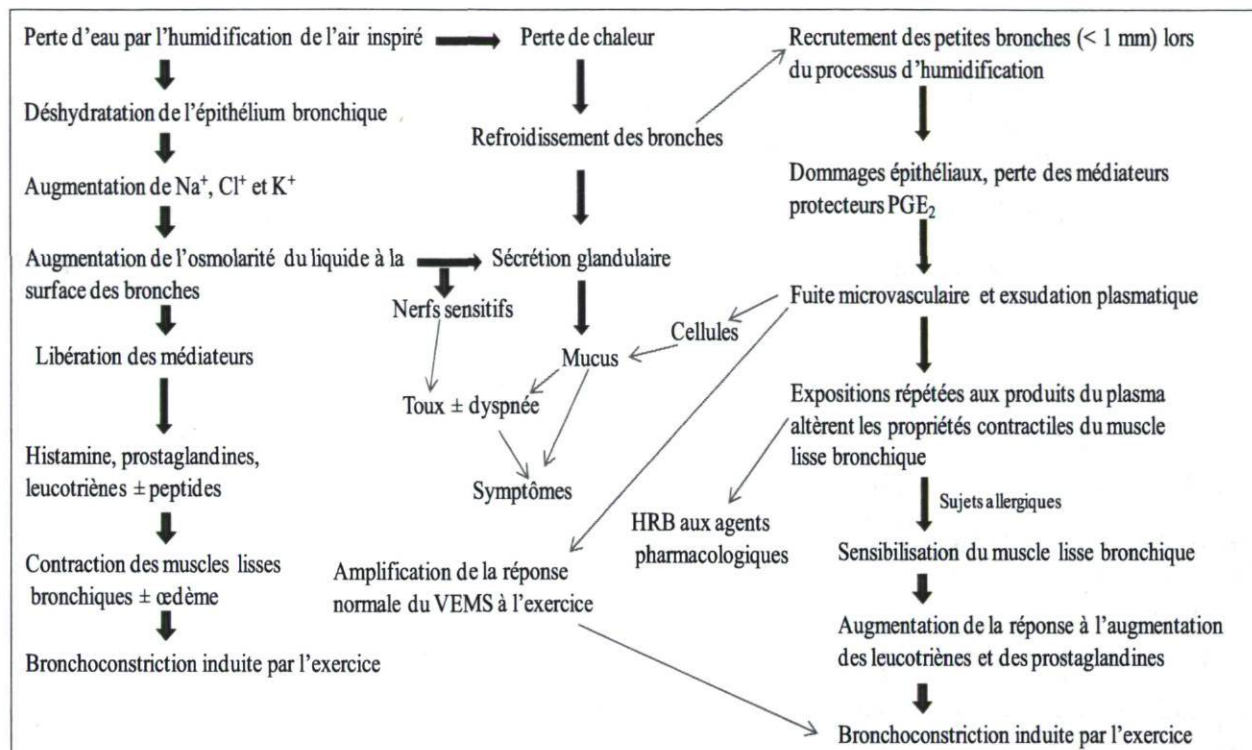 Perte d'eau par l'humidification de l'air inspiré
Déshydratation de l'épithélium bronchique
Augmentation de Na⁺, Cl⁺ et K⁺
Augmentation de l'osmolarité du liquide à la
surface des bronches
Libération des médiateurs
Histamine, prostaglandines,
leucotriènes ± peptides
Contraction des muscles lisses
bronchiques ± œdème
Bronchoconstriction induite par l'exercice
Perte de chaleur
Refroidissement des bronches
Sécrétion glandulaire
Nerfs sensitifs
Cellules
Mucus
Toux ± dyspnée
Symptômes
Amplification de la réponse
normale du VEMS à l'exercice
HRB aux agents
pharmacologiques
Recrutement des petites bronches (< 1 mm) lors
du processus d'humidification
Dommages épithéliaux, perte des médiateurs
protecteurs PGE₂
Fuite microvasculaire et exsudation plasmatique
Expositions répétées aux produits du plasma
altèrent les propriétés contractiles du muscle
lisse bronchique
Sujets allergiques
Sensibilisation du muscle lisse bronchique
Augmentation de la réponse à l'augmentation
des leucotriènes et des prostaglandines
Bronchoconstriction induite par l'exercice